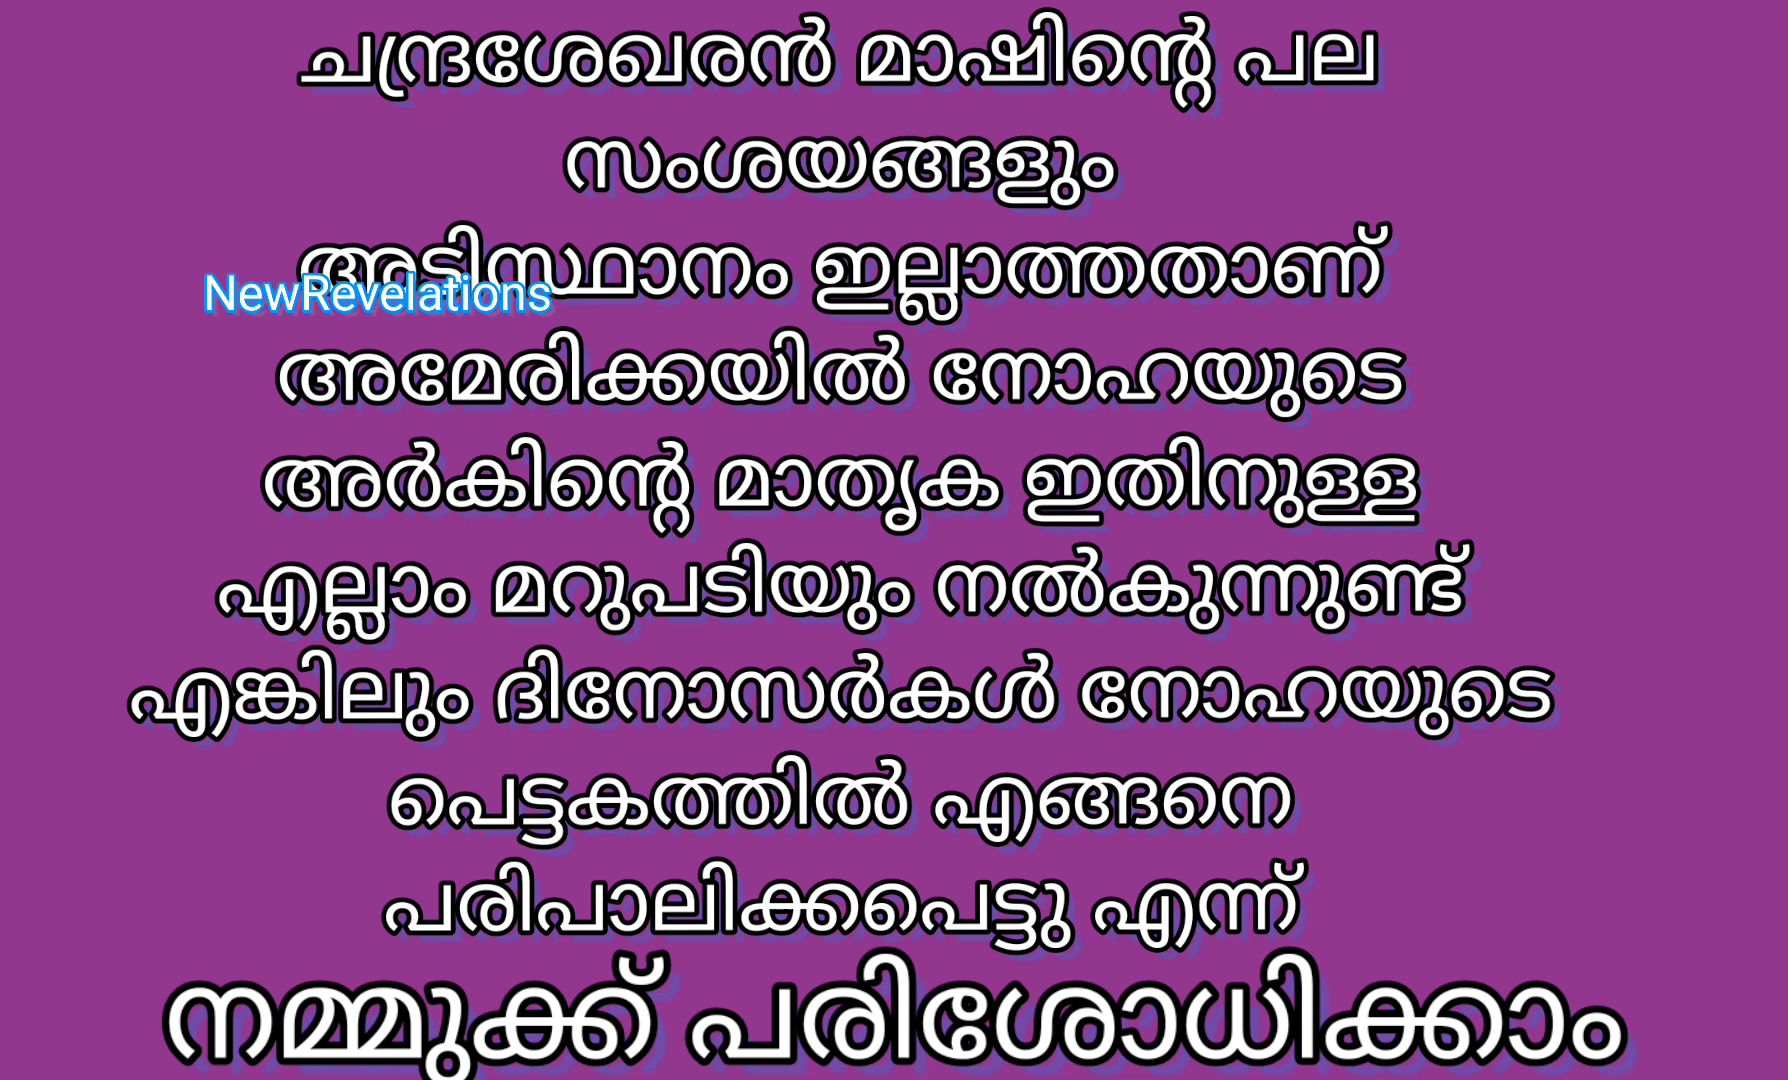 ചന്ദ്രശേഖരൻ മാഷിന്റെ പല
സംശയങ്ങളും
അടിസ്ഥാനം ഇല്ലാത്തതാണ്
NewRevelations
അമേരിക്കയിൽ നോഹയുടെ
അർകിന്റെ മാതൃക ഇതിനുള്ള
എല്ലാം മറുപടിയും നൽകുന്നുണ്ട്
എങ്കിലും ദിനോസർകൾ നോഹയുടെ
പെട്ടകത്തിൽ എങ്ങനെ
പരിപാലിക്കപെട്ടു എന്ന്
നമ്മുക്ക് പരിശോധിക്കാം